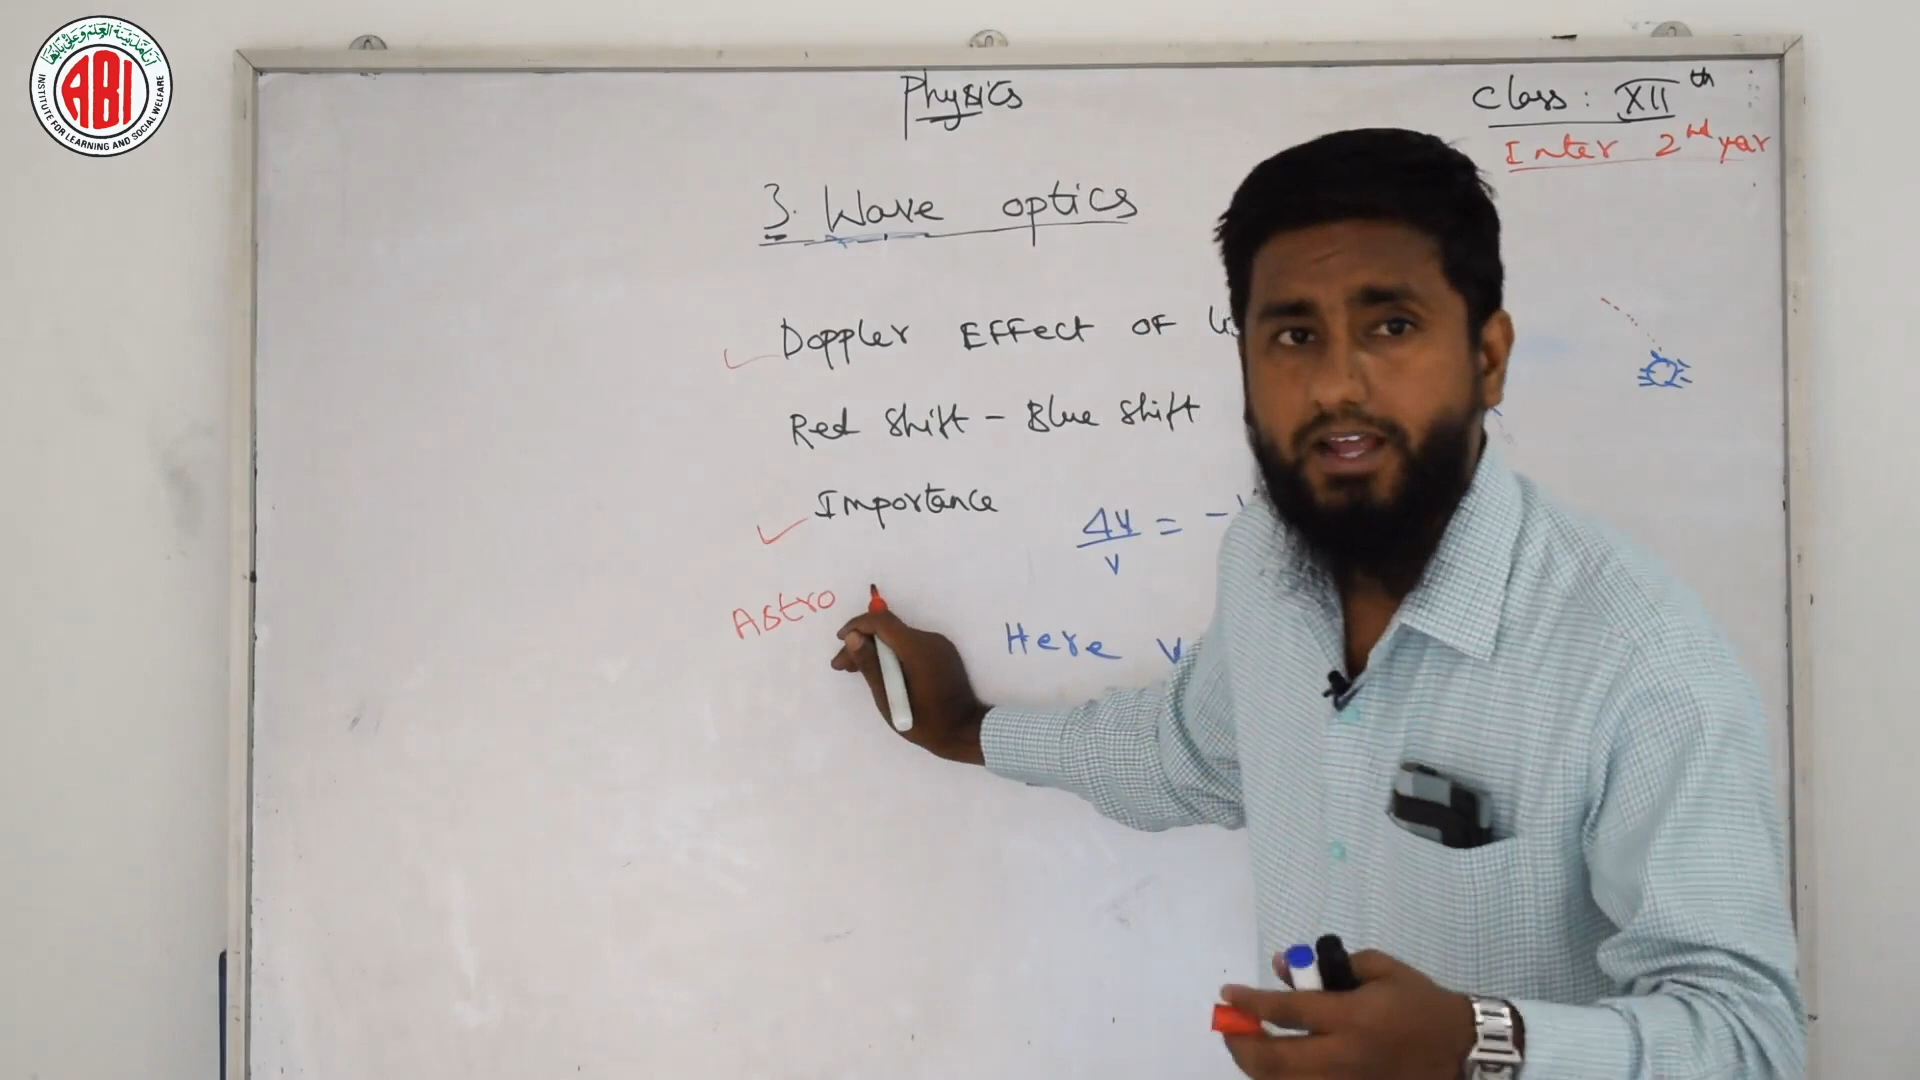 ABI
INSTITUTE FOR LEARNING AND SOCIAL WELFARE
Physics
Class: XII th
Inter 2nd year
3. Wave optics
Doppler Effect of
Red Shift - Blue Shift
Importance
Δν/ν = -
Astro
Here